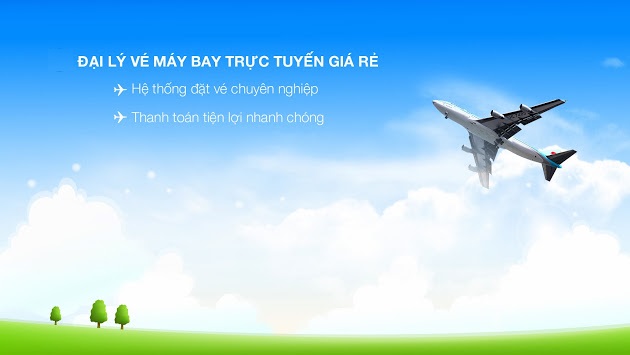 ĐẠI LÝ VÉ MÁY BAY TRỰC TUYẾN GIÁ RẺ
Hệ thống đặt vé chuyên nghiệp
Thanh toán tiện lợi nhanh chóng